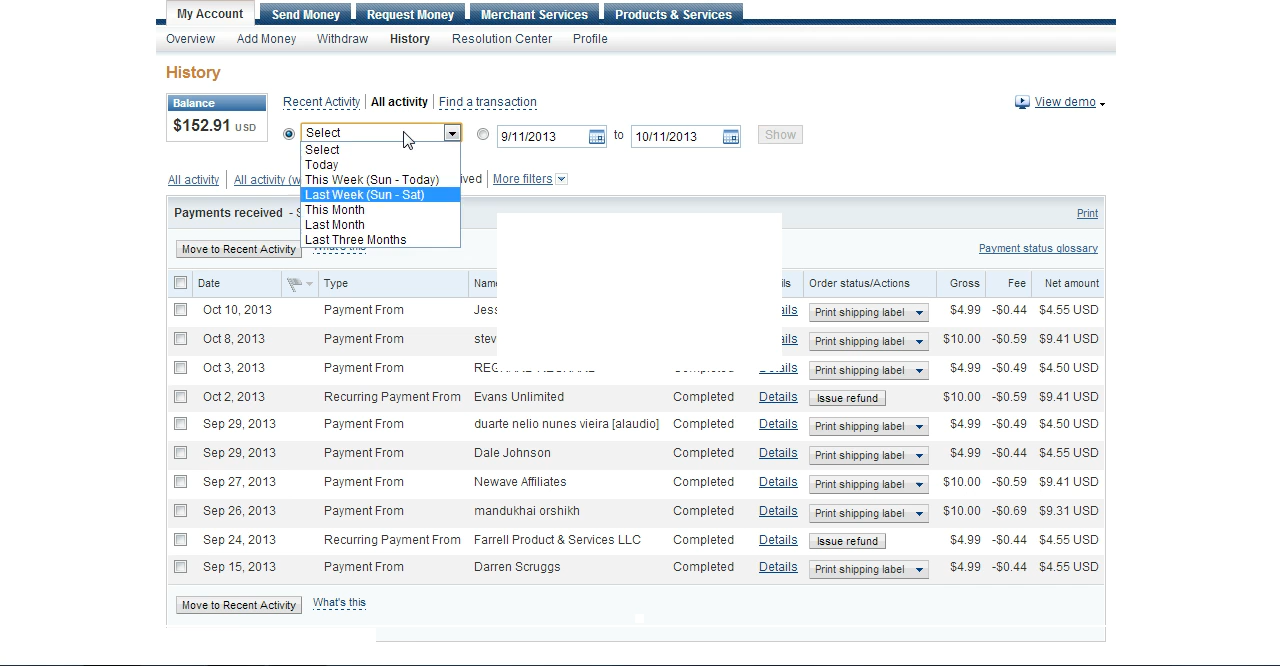 My Account Send Money Request Money Merchant Services Products & Services
Overview Add Money Withdraw History Resolution Center Profile
History
Balance
$152.91 USD
Recent Activity All activity Find a transaction
View demo
Select 9/11/2013 to 10/11/2013 Show
Select
Today
This Week (Sun - Today)
Last Week (Sun - Sat)
This Month
Last Month
Last Three Months
All activity All activity (w ived More filters
Payments received - S Print
Move to Recent Activity What's this Payment status glossary
Date Type Name ils Order status/Actions Gross Fee Net amount
Oct 10, 2013 Payment From Jess ails Print shipping label $4.99 -$0.44 $4.55 USD
Oct 8, 2013 Payment From stev ails Print shipping label $10.00 -$0.59 $9.41 USD
Oct 3, 2013 Payment From Completed Details Print shipping label $4.99 -$0.49 $4.50 USD
Oct 2, 2013 Recurring Payment From Evans Unlimited Completed Details Issue refund $10.00 -$0.59 $9.41 USD
Sep 29, 2013 Payment From duarte nelio nunes vieira [alaudio] Completed Details Print shipping label $4.99 -$0.49 $4.50 USD
Sep 29, 2013 Payment From Dale Johnson Completed Details Print shipping label $4.99 -$0.44 $4.55 USD
Sep 27, 2013 Payment From Newave Affiliates Completed Details Print shipping label $10.00 -$0.59 $9.41 USD
Sep 26, 2013 Payment From mandukhai orshikh Completed Details Print shipping label $10.00 -$0.69 $9.31 USD
Sep 24, 2013 Recurring Payment From Farrell Product & Services LLC Completed Details Issue refund $4.99 -$0.44 $4.55 USD
Sep 15, 2013 Payment From Darren Scruggs Completed Details Print shipping label $4.99 -$0.44 $4.55 USD
Move to Recent Activity What's this